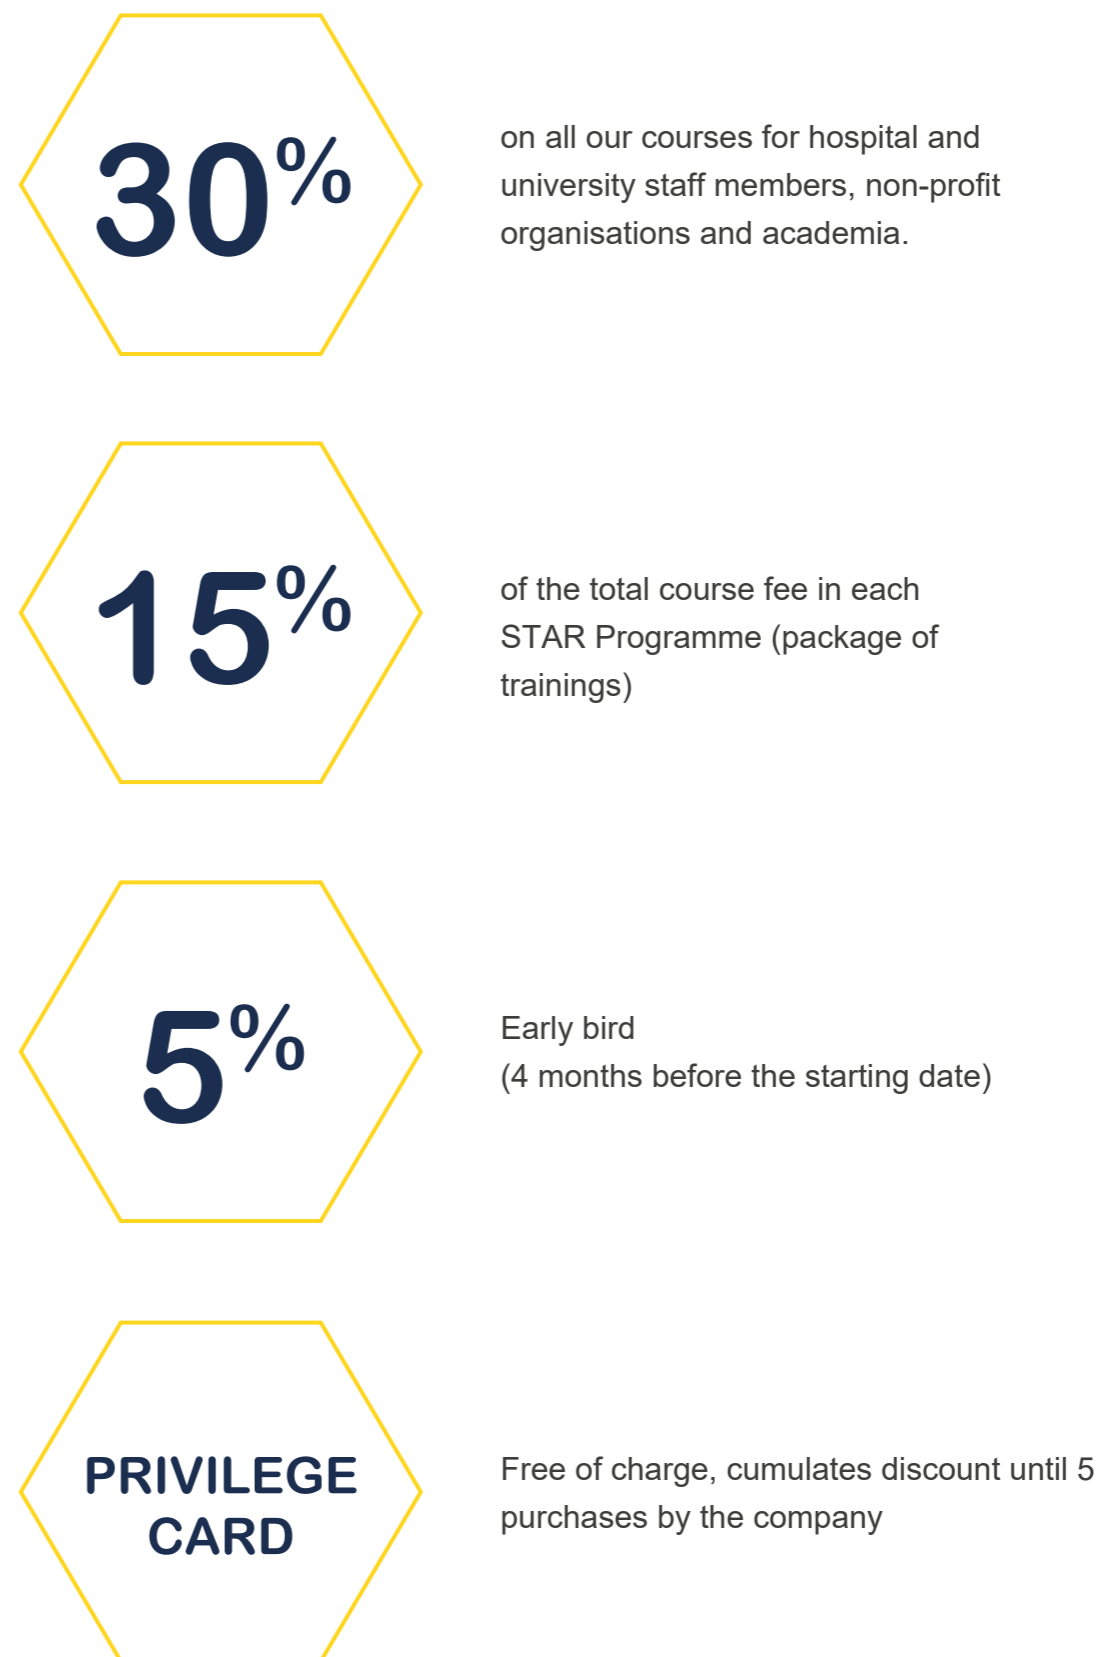 30%
on all our courses for hospital and
university staff members, non-profit
organisations and academia.
15%
of the total course fee in each
STAR Programme (package of
trainings)
5%
Early bird
(4 months before the starting date)
PRIVILEGE
CARD
Free of charge, cumulates discount until 5
purchases by the company